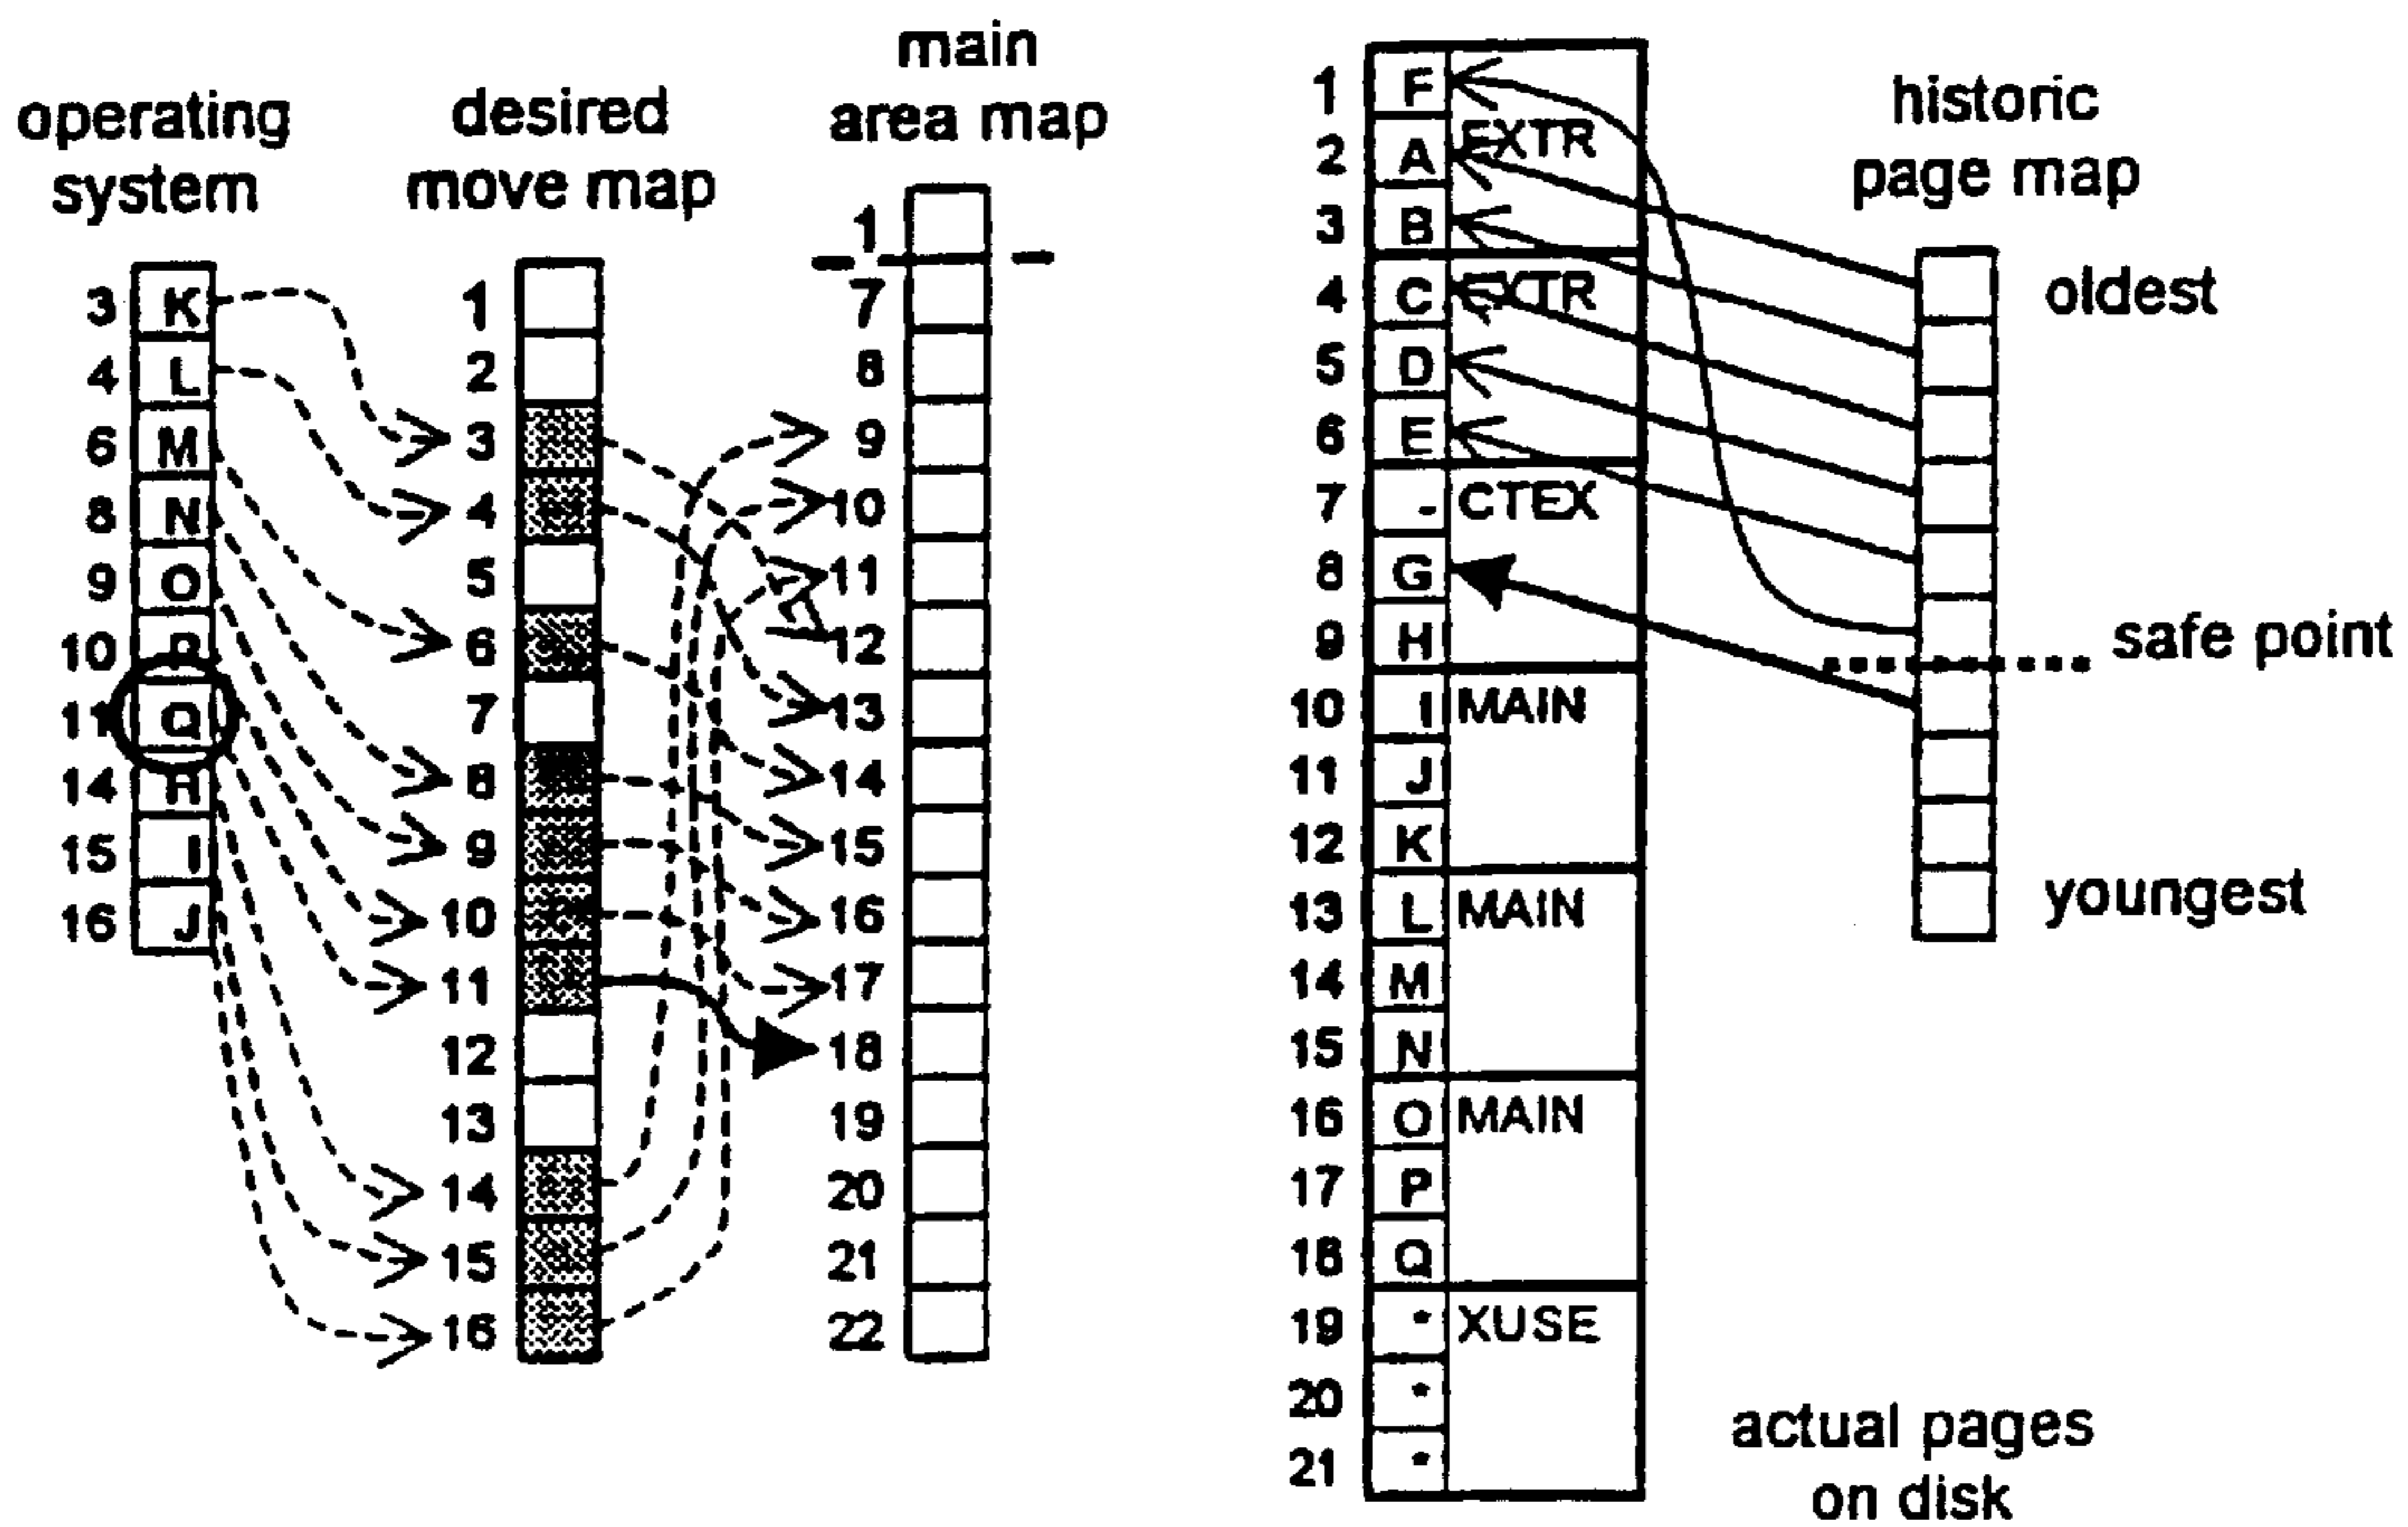 operating
system
3 K
4 L
6 M
8 N
9 O
10
11 Q
14 H
15 I
16 J
desired
move map
1
2
3
4
5
6
7
8
9
10
11
12
13
14
15
16
main
area map
1
7
8
9
10
11
12
13
14
15
16
17
18
19
20
21
22
1 F
2 A EXTR
3 B
4 C EXTR
5 D
6 E
7 - CTEX
8 G
9 H
10 I MAIN
11 J
12 K
13 L MAIN
14 M
15 N
16 O MAIN
17 P
18 Q
19 * XUSE
20 *
21 *
historic
page map
oldest
safe point
youngest
actual pages
on disk